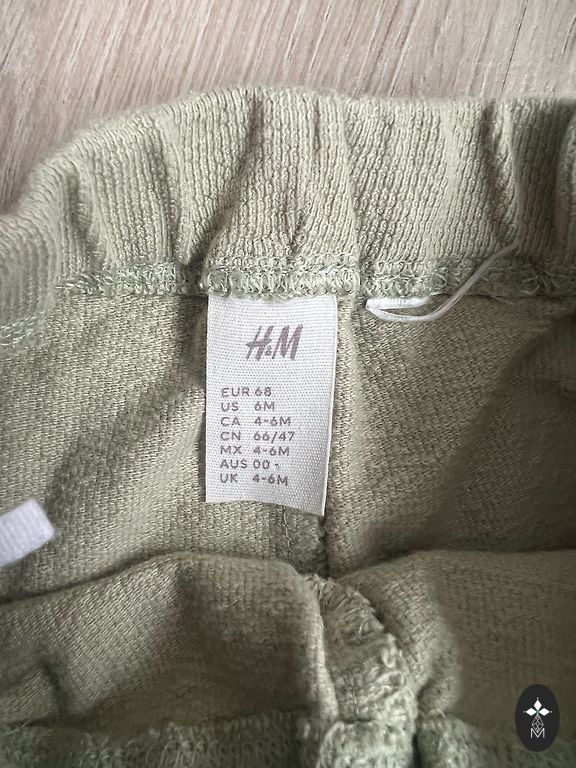 H&M
EUR 68
US 6M
CA 4-6M
CN 66/47
MX 4-6M
AUS 00 -
UK 4-6M
M